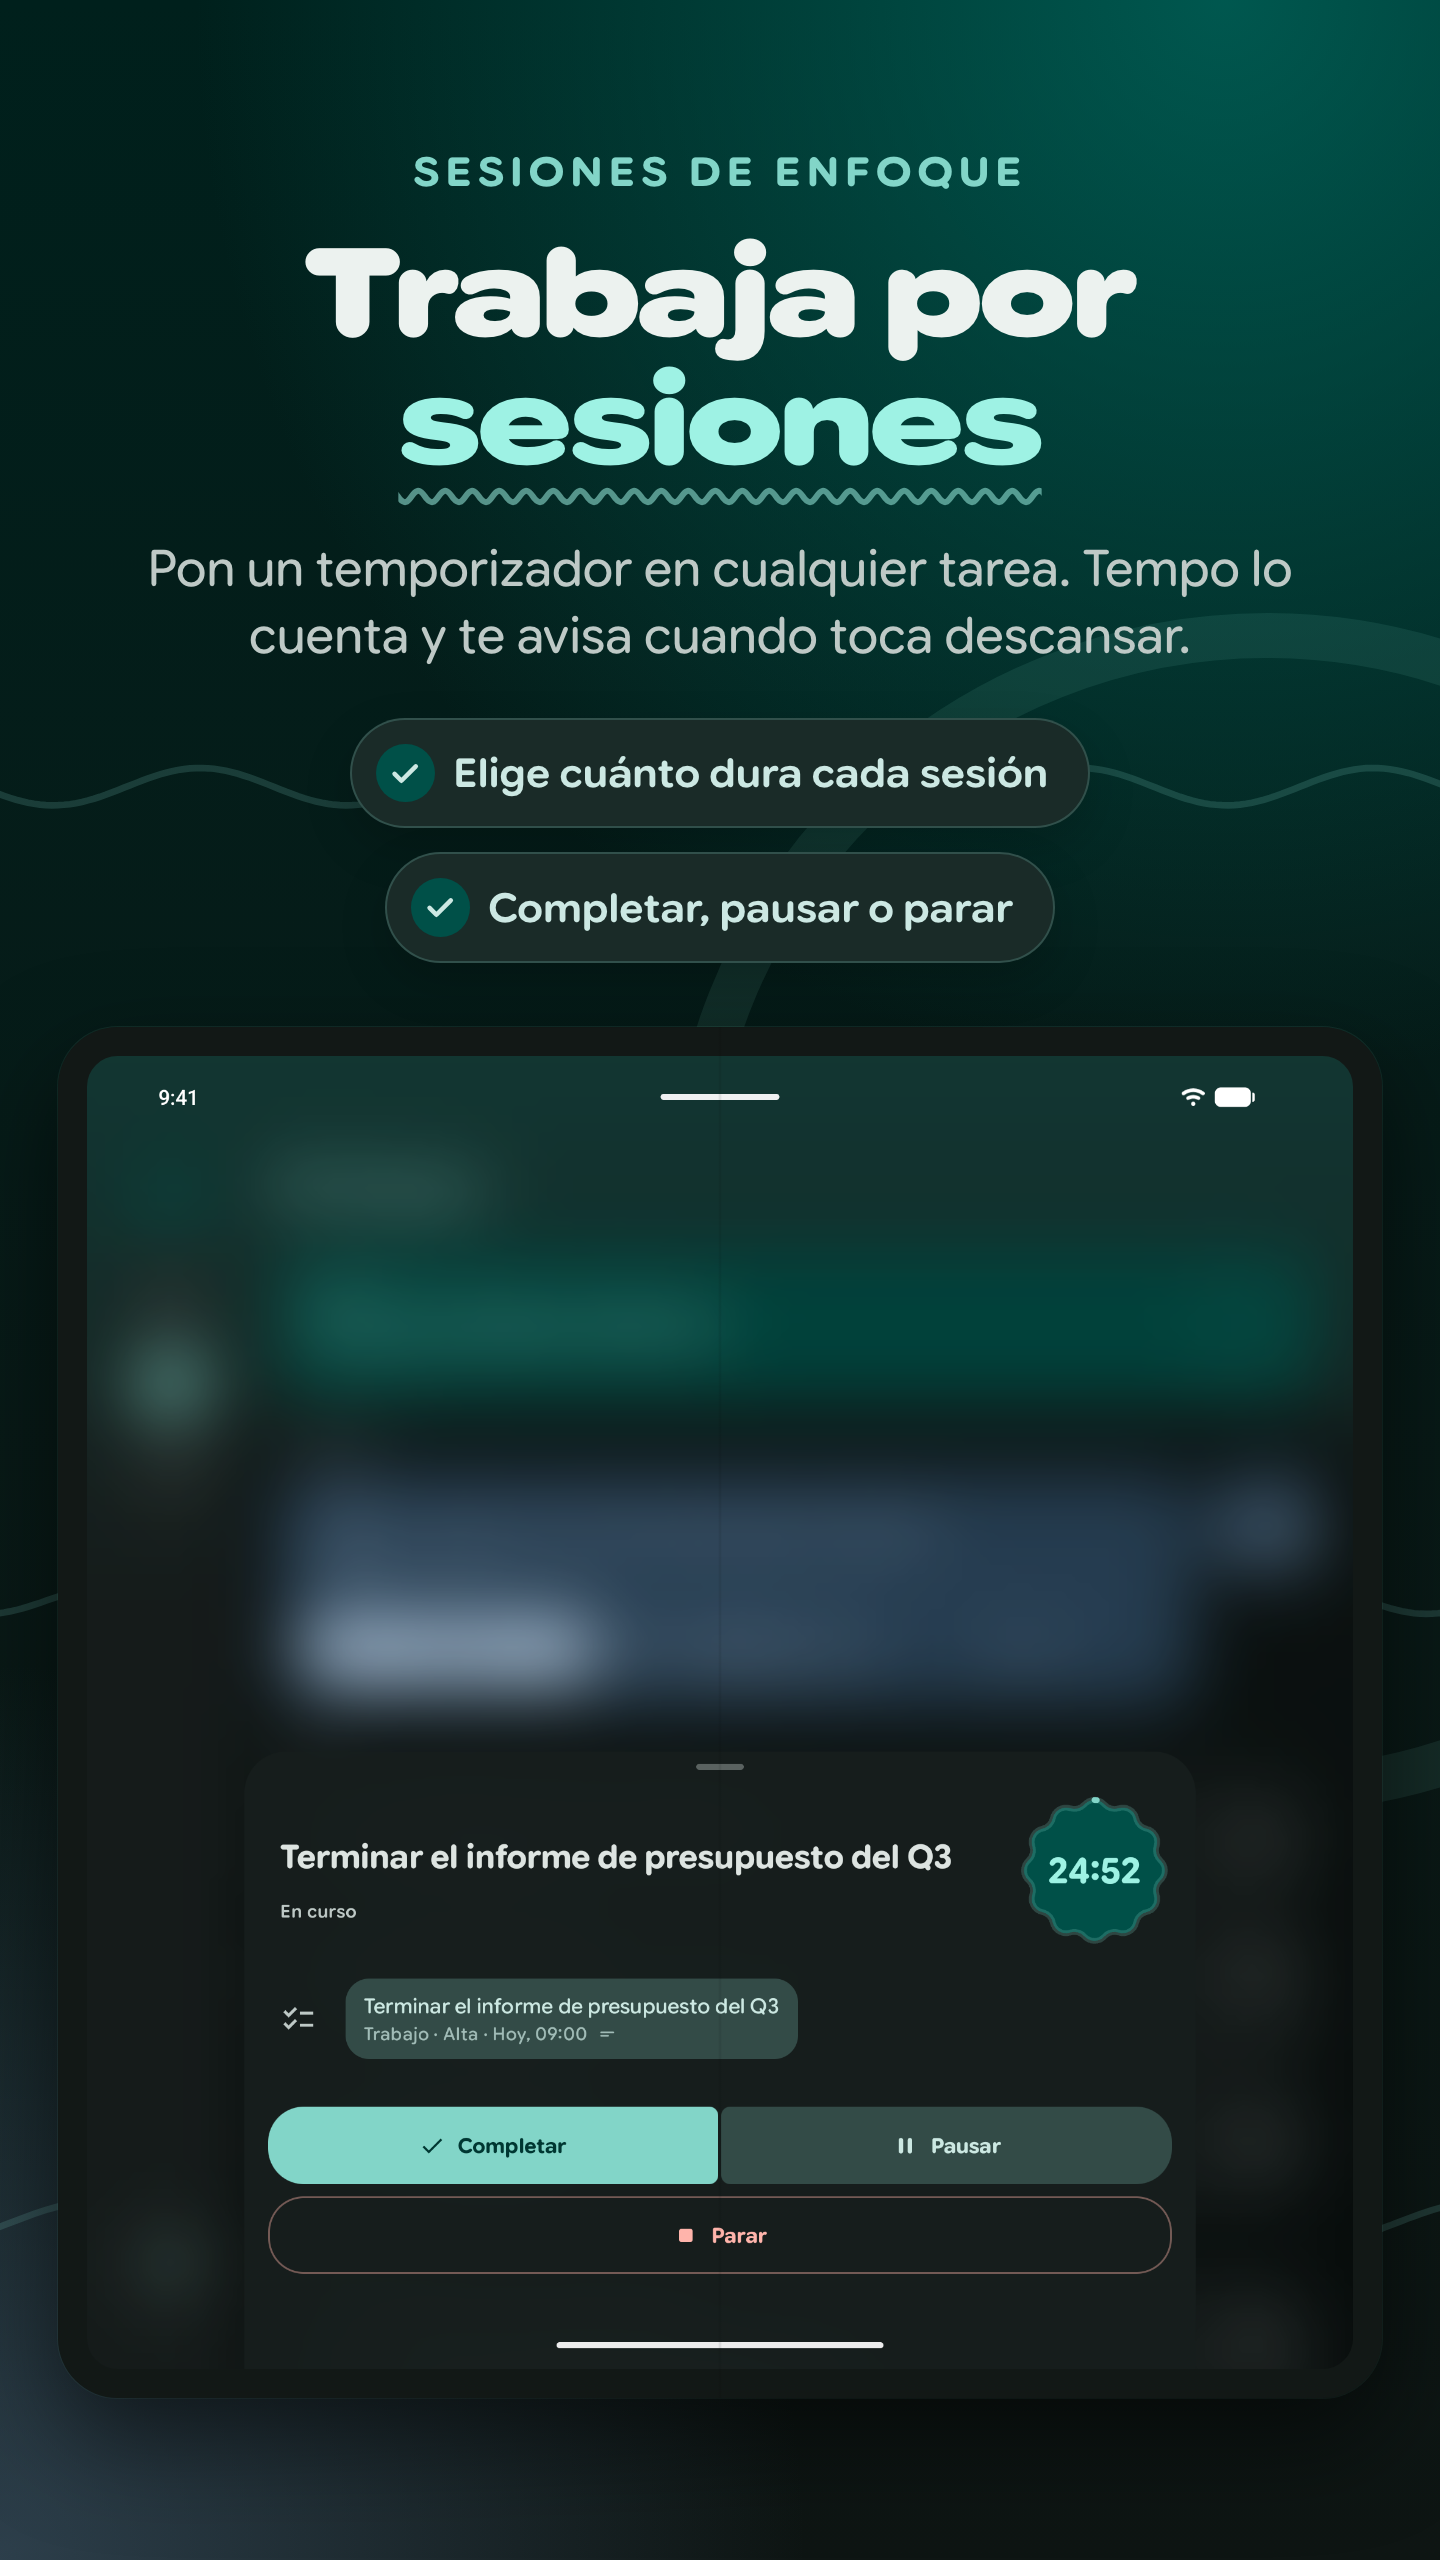 SESIONES DE ENFOQUE
Trabaja por
sesiones
Pon un temporizador en cualquier tarea. Tempo lo
cuenta y te avisa cuando toca descansar.
Elige cuánto dura cada sesión
Completar, pausar o parar
9:41
Terminar el informe de presupuesto del Q3
24:52
En curso
Terminar el informe de presupuesto del Q3
Trabajo · Alta · Hoy, 09:00
Completar
Pausar
Parar